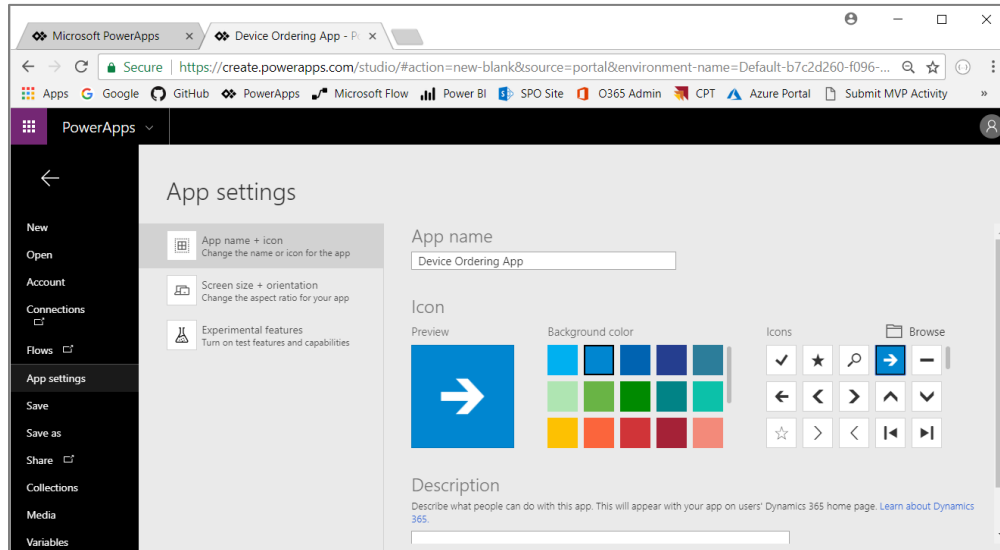 Microsoft PowerApps
Device Ordering App - P
Secure | https://create.powerapps.com/studio/#action=new-blank&source=portal&environment-name=Default-b7c2d260-f096-...
Apps Google GitHub PowerApps Microsoft Flow Power BI SPO Site O365 Admin CPT Azure Portal Submit MVP Activity »
PowerApps
App settings
New
Open
Account
Connections
Flows
App settings
Save
Save as
Share
Collections
Media
Variables
App name + icon
Change the name or icon for the app
Screen size + orientation
Change the aspect ratio for your app
Experimental features
Turn on test features and capabilities
App name
Device Ordering App
Icon
Preview
Background color
Icons
Browse
Description
Describe what people can do with this app. This will appear with your app on users' Dynamics 365 home page. Learn about Dynamics
365.